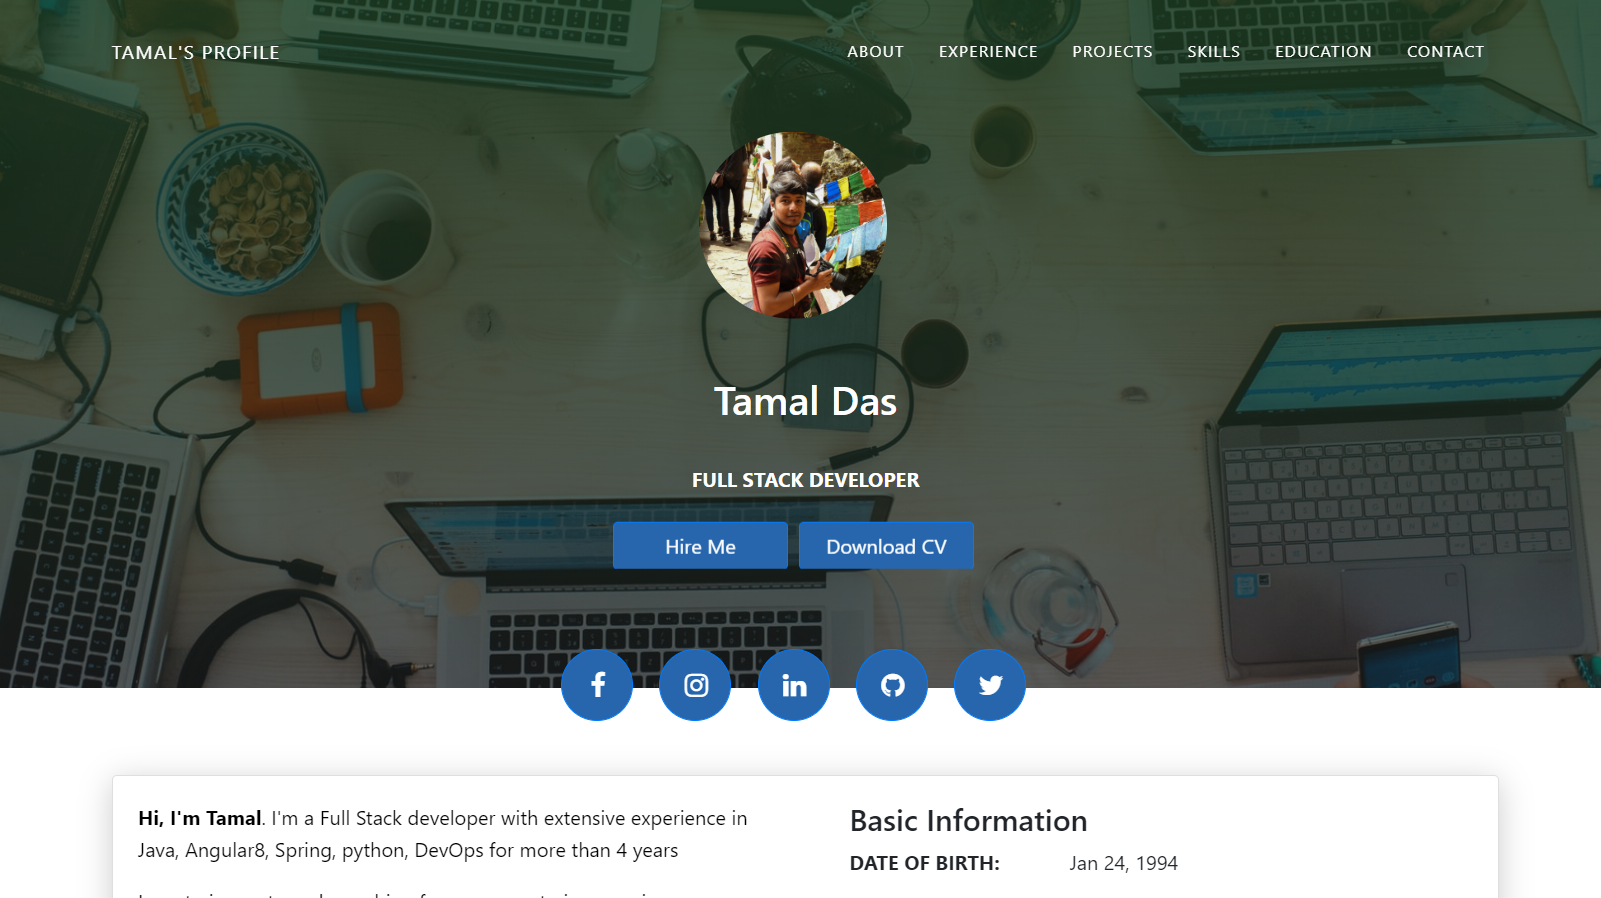 TAMAL'S PROFILE
ABOUT EXPERIENCE PROJECTS SKILLS EDUCATION CONTACT
Tamal Das
FULL STACK DEVELOPER
Hire Me Download CV
Hi, I'm Tamal. I'm a Full Stack developer with extensive experience in
Java, Angular8, Spring, python, DevOps for more than 4 years
Basic Information
DATE OF BIRTH: Jan 24, 1994